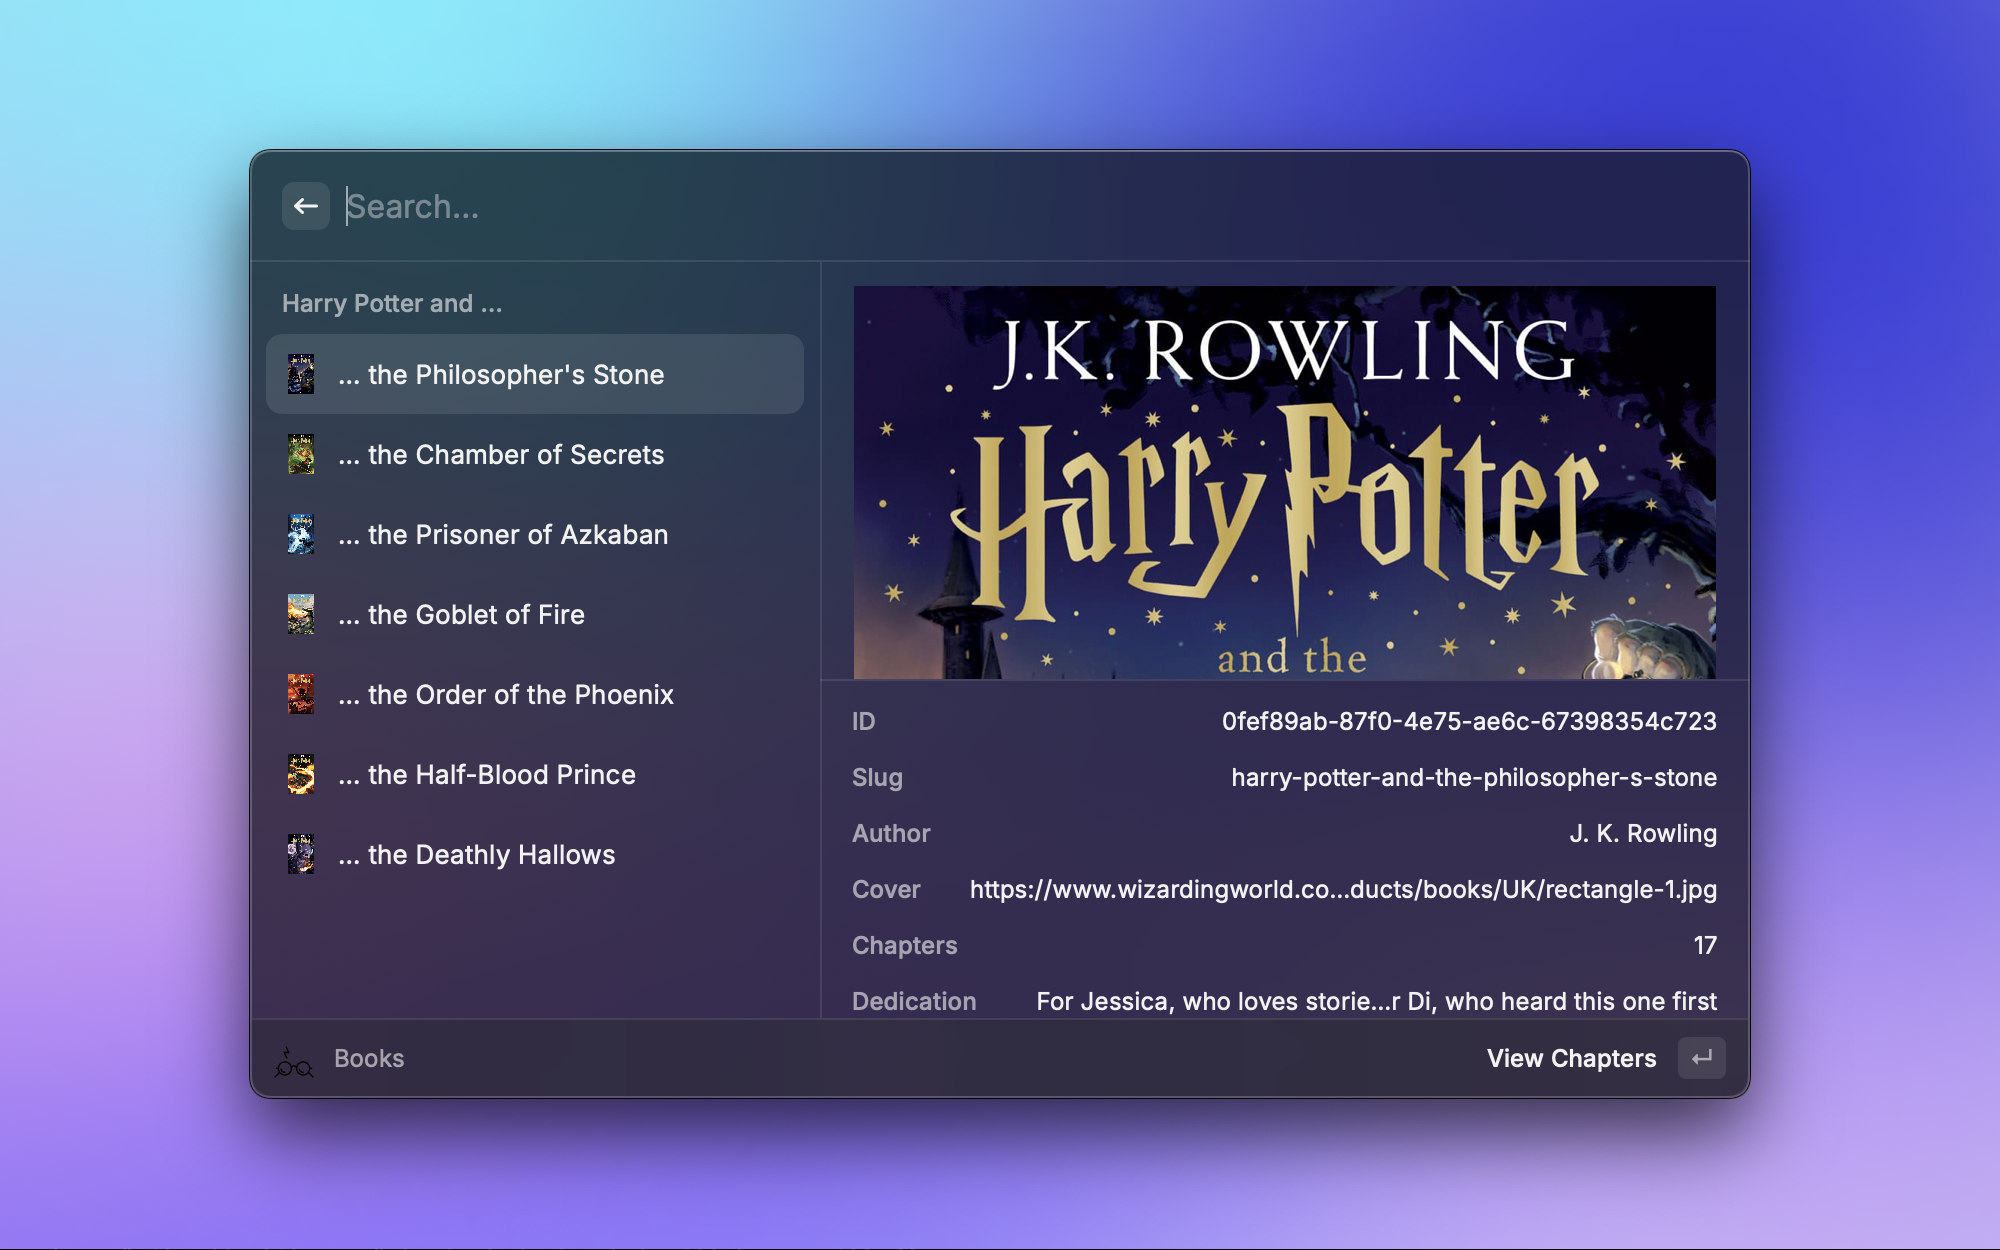 Search...
Harry Potter and ...
... the Philosopher's Stone
... the Chamber of Secrets
... the Prisoner of Azkaban
... the Goblet of Fire
... the Order of the Phoenix
... the Half-Blood Prince
... the Deathly Hallows
J.K. ROWLING
Harry Potter
and the
ID 0fef89ab-87f0-4e75-ae6c-67398354c723
Slug harry-potter-and-the-philosopher-s-stone
Author J. K. Rowling
Cover https://www.wizardingworld.co...ducts/books/UK/rectangle-1.jpg
Chapters 17
Dedication For Jessica, who loves storie...r Di, who heard this one first
Books
View Chapters